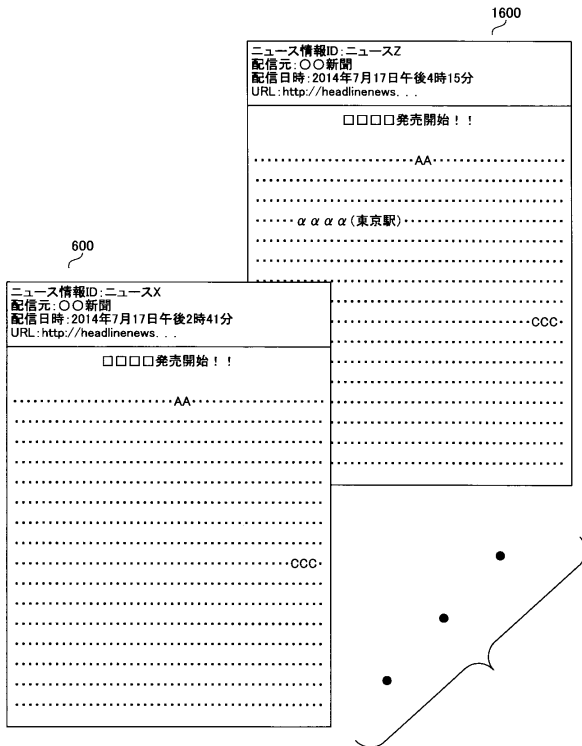 1600
ニュース情報ID:ニュースZ
配信元:〇〇新聞
配信日時:2014年7月17日午後4時15分
URL:http://headlinenews. . .
□□□□発売開始！！
AA
αααα(東京駅)
CCC
600
ニュース情報ID:ニュースX
配信元:〇〇新聞
配信日時:2014年7月17日午後2時41分
URL:http://headlinenews. . .
□□□□発売開始！！
AA
CCC